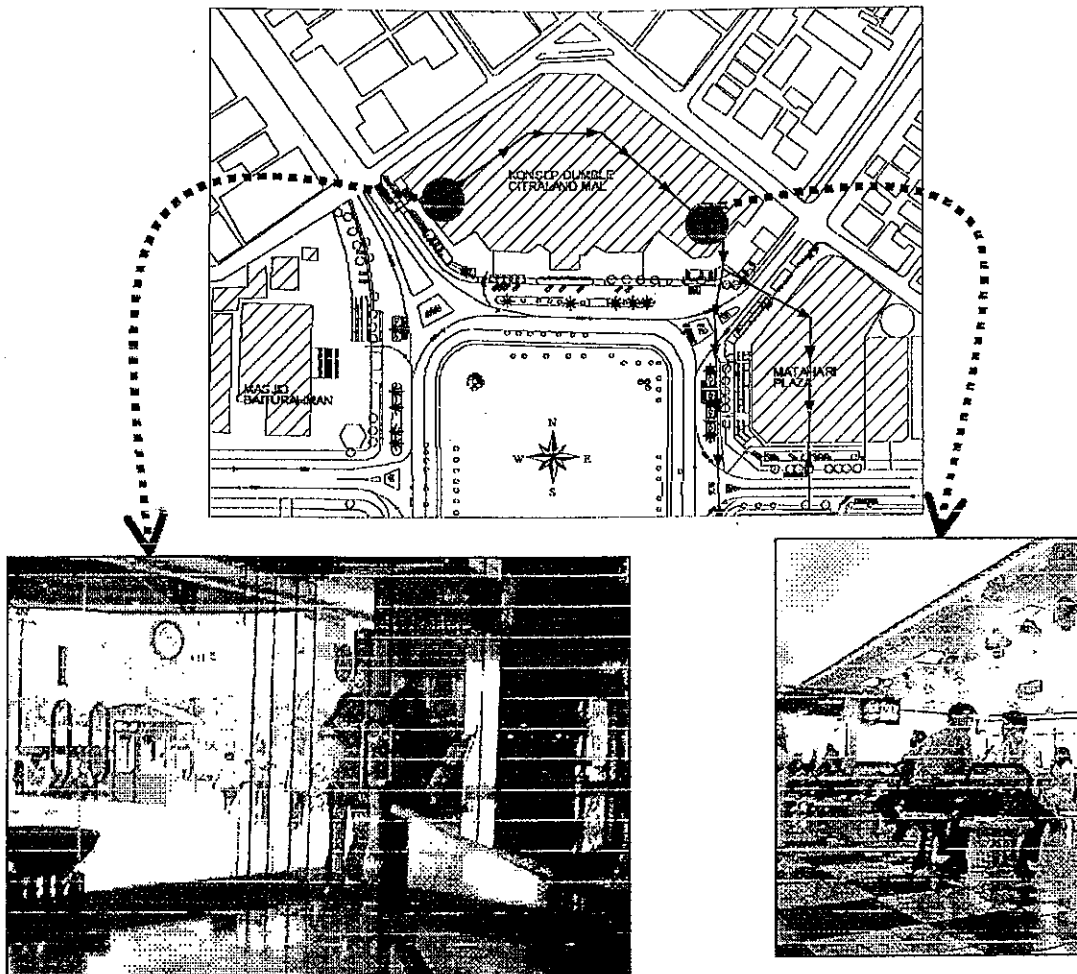 KONSEP DUMBLE
CITRALAND MAL
MATAHARI
PLAZA
MASJID
BAITURAHMAN
N
W
E
S